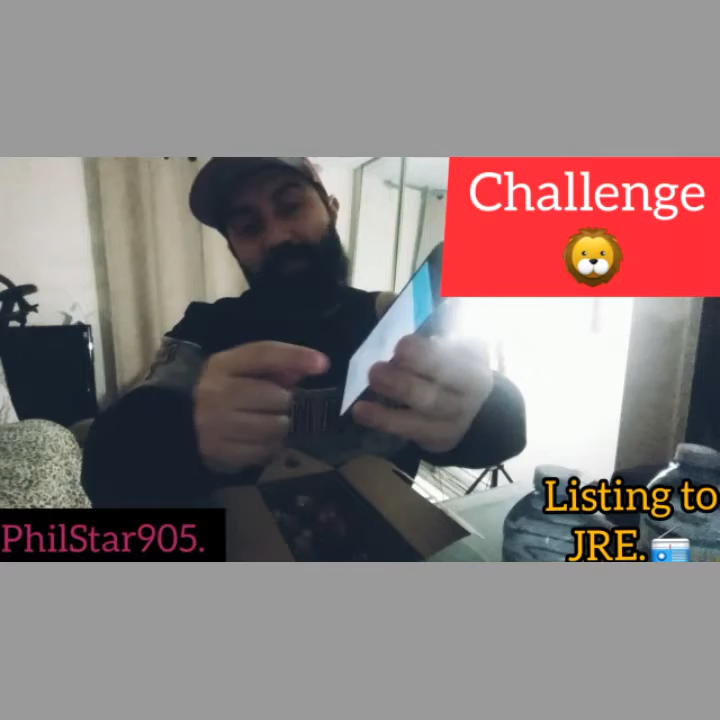 Challenge
🦁
Listing to
JRE. 📻
PhilStar905.